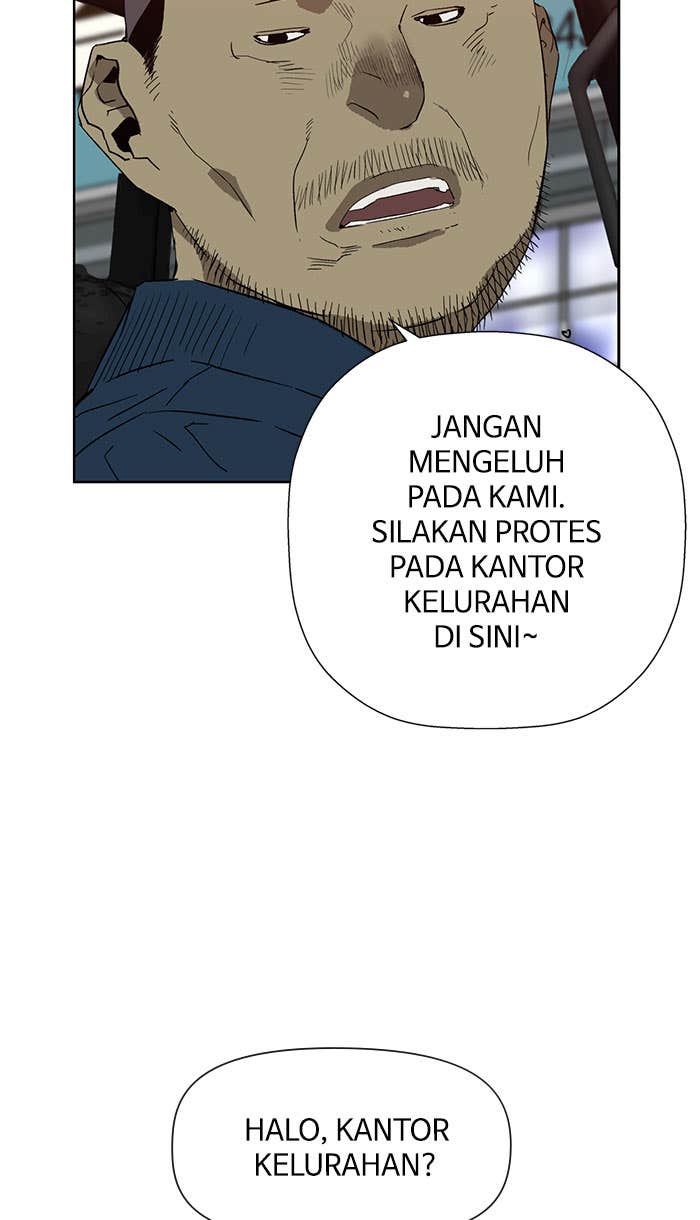 JANGAN
MENGELUH
PADA KAMI.
SILAKAN PROTES
PADA KANTOR
KELURAHAN
DI SINI~
HALO, KANTOR
KELURAHAN?